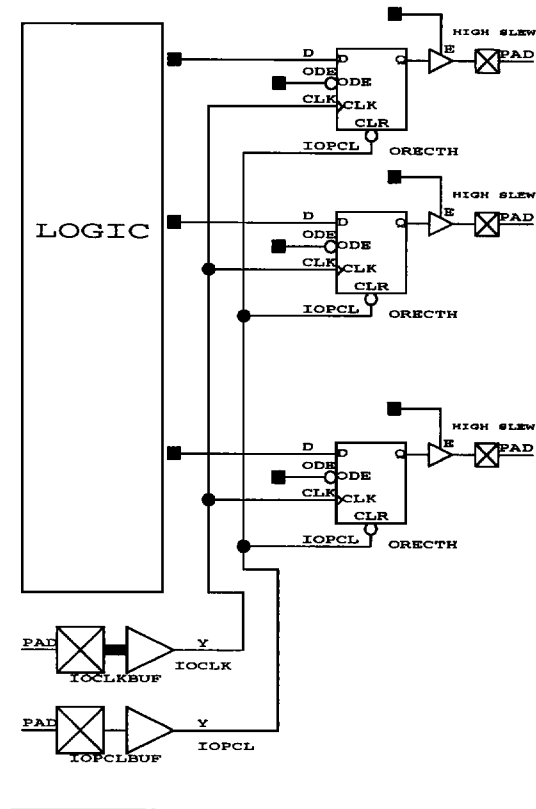 HIGH SLEW
D
D
Q
E
PAD
ODE
ODE
CLK
CLK
CLR
IOPCL
ORECTH
HIGH SLEW
LOGIC
D
D
Q
E
PAD
ODE
ODE
CLK
CLK
CLR
IOPCL
ORECTH
HIGH SLEW
D
D
Q
E
PAD
ODE
ODE
CLK
CLK
CLR
IOPCL
ORECTH
PAD
Y
IOCLK
IOCLKBUF
PAD
Y
IOPCL
IOPCLBUF